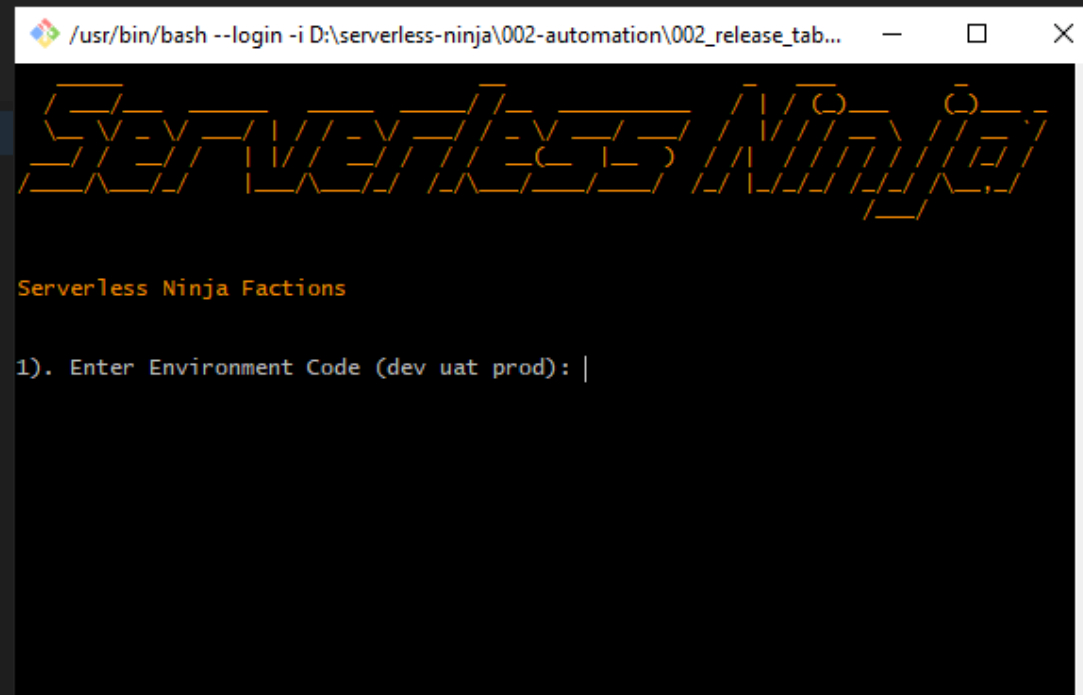 /usr/bin/bash --login -i D:\serverless-ninja\002-automation\002_release_tab...
Serverless Ninja
Serverless Ninja Factions
1). Enter Environment Code (dev uat prod):